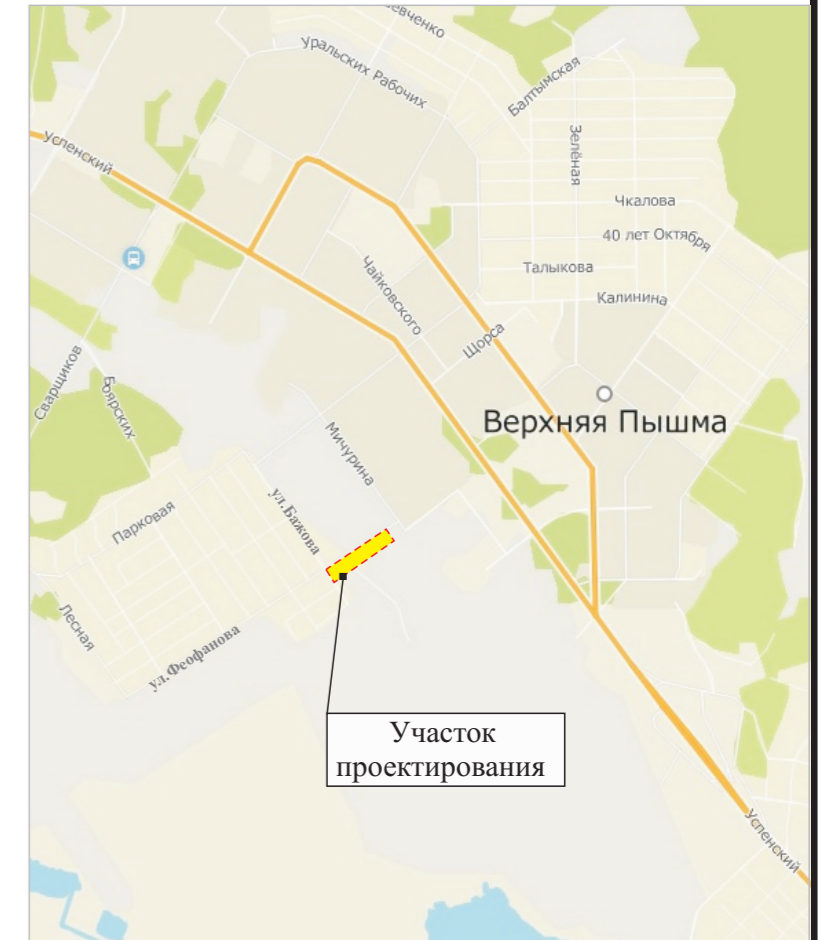 Уральских Рабочих
Балтымская
Зелёная
Успенский
Чкалова
40 лет Октября
Талыкова
Калинина
Чайковского
Щорса
Сварщиков
Боярских
Верхняя Пышма
Мичурина
ул.Бажова
Парковая
Лесная
ул.Феофанова
Участок
проектирования
Успенский